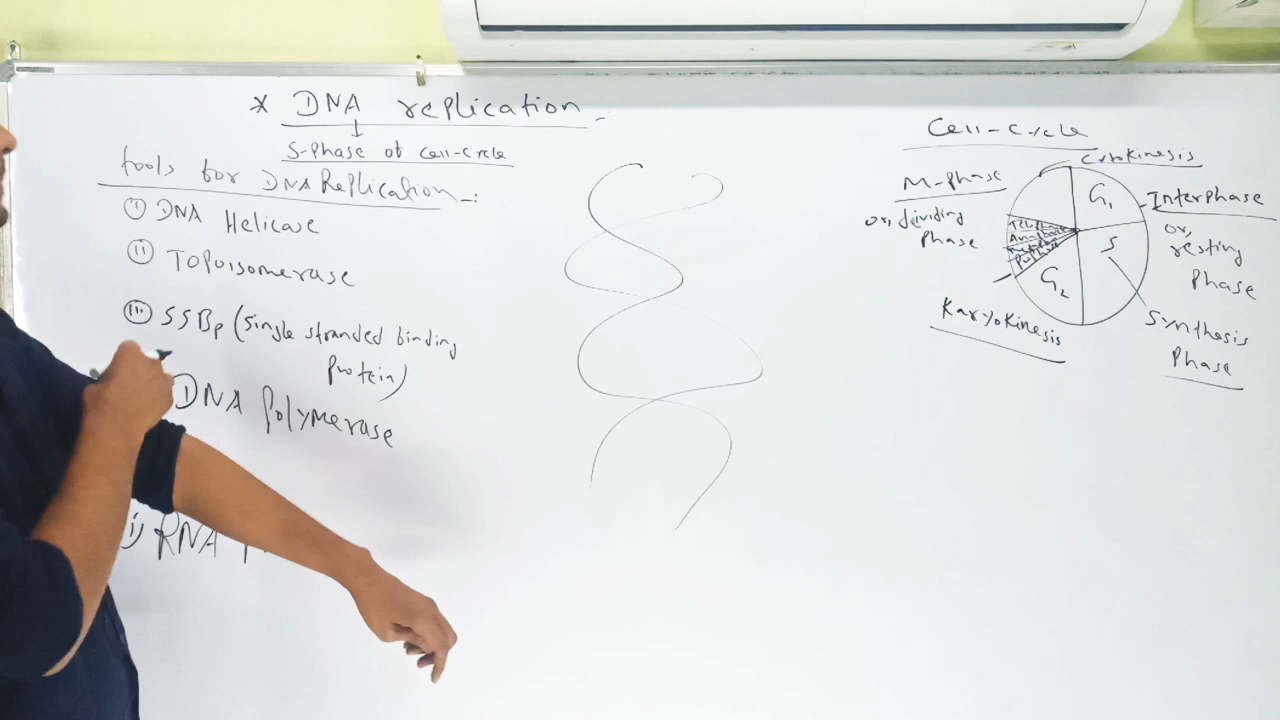 * DNA replication
S-Phase of Cell-Cycle
tools for DNA Replication :
(i) DNA Helicase
(ii) Topoisomerase
(iii) SSBp (Single stranded binding
protein)
DNA polymerase
RNA
Cell-Cycle
Cytokinesis
M-Phase
or, dividing
Phase
G1
Interphase
or,
resting
Phase
S
G2
Karyokinesis
Synthesis
Phase